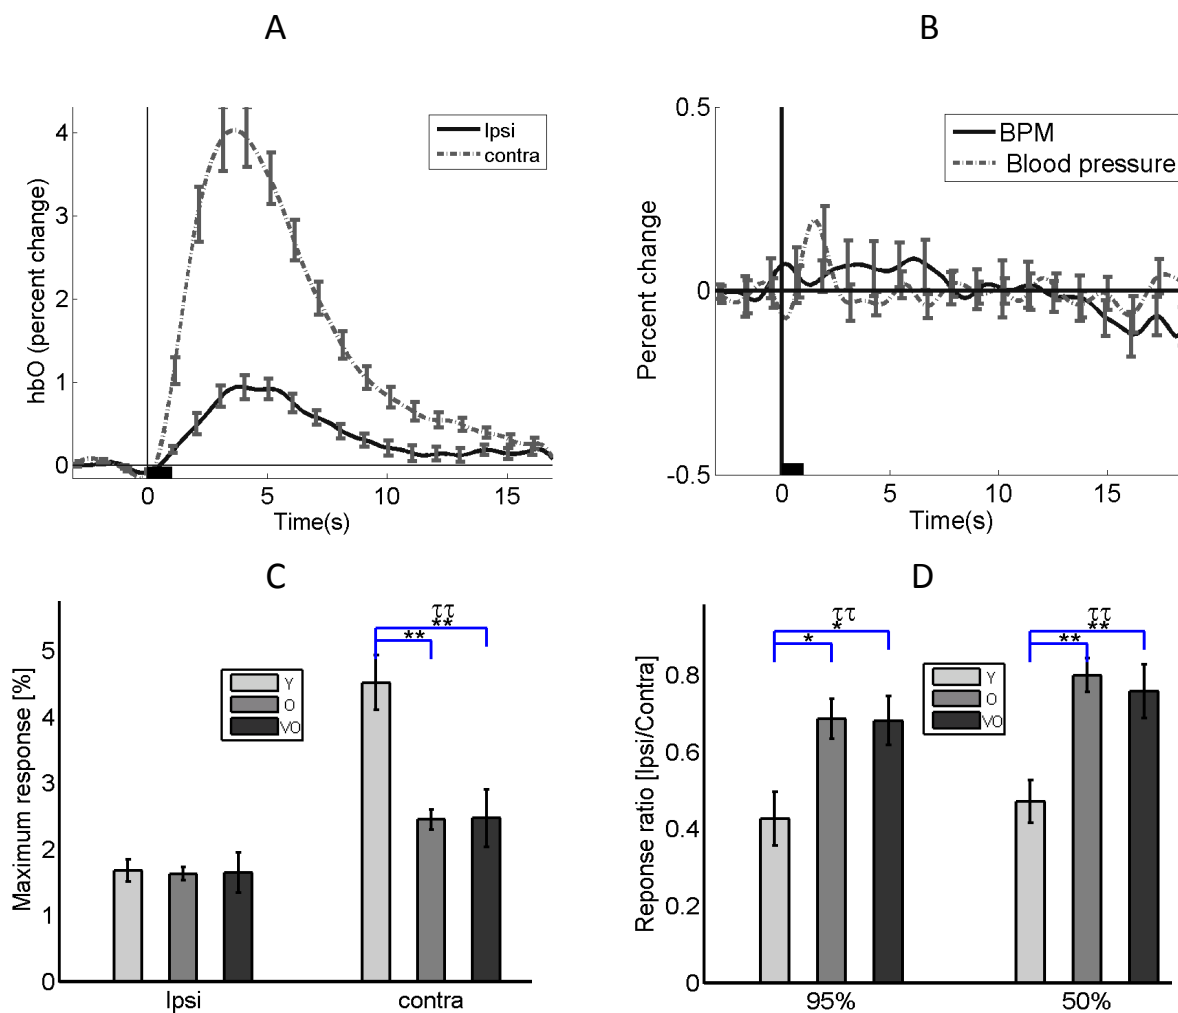 A
B
hbO (percent change)
4
3
2
1
0
Ipsi
contra
0
5
10
15
Time(s)
Percent change
0.5
0
-0.5
BPM
Blood pressure
0
5
10
15
Time(s)
C
D
Maximum response [%]
5
4
3
2
1
0
Y
O
VO
ττ
**
**
Ipsi
contra
Reponse ratio [Ipsi/Contra]
0.8
0.6
0.4
0.2
0
ττ
*
*
Y
O
VO
ττ
**
**
95%
50%